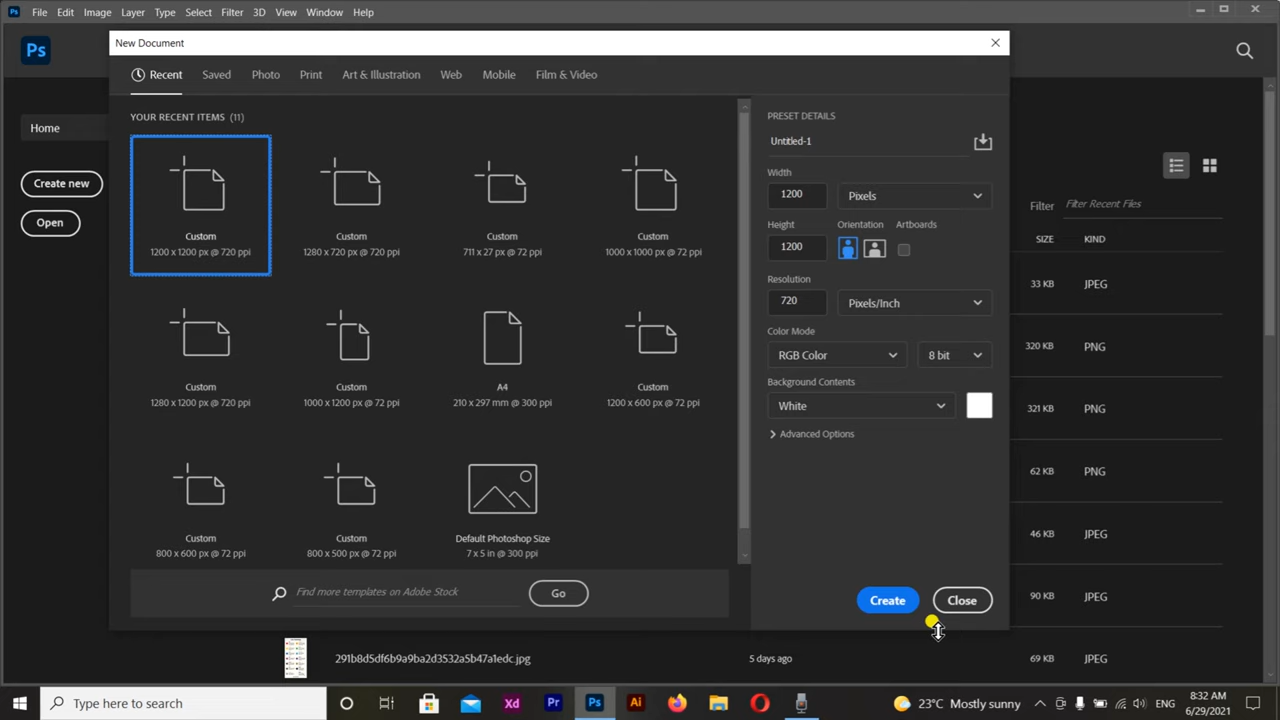 Ps File Edit Image Layer Type Select Filter 3D View Window Help
Ps
Home
Create new
Open
New Document
Recent Saved Photo Print Art & Illustration Web Mobile Film & Video
YOUR RECENT ITEMS (11)
Custom
1200 x 1200 px @ 720 ppi
Custom
1280 x 720 px @ 720 ppi
Custom
711 x 27 px @ 72 ppi
Custom
1000 x 1000 px @ 72 ppi
Custom
1280 x 1200 px @ 720 ppi
Custom
1000 x 1200 px @ 72 ppi
A4
210 x 297 mm @ 300 ppi
Custom
1200 x 600 px @ 72 ppi
Custom
800 x 600 px @ 72 ppi
Custom
800 x 500 px @ 72 ppi
Default Photoshop Size
7 x 5 in @ 300 ppi
Find more templates on Adobe Stock Go
PRESET DETAILS
Untitled-1
Width
1200 Pixels
Height Orientation Artboards
1200
Resolution
720 Pixels/Inch
Color Mode
RGB Color 8 bit
Background Contents
White
Advanced Options
Create Close
Filter Filter Recent Files
SIZE KIND
33 KB JPEG
320 KB PNG
321 KB PNG
62 KB PNG
46 KB JPEG
90 KB JPEG
291b8d5df6b9a9ba2d3532a5b47a1edc.jpg 5 days ago 69 KB JPEG
Type here to search Xd Pr Ps Ai 23°C Mostly sunny ENG 8:32 AM
6/29/2021